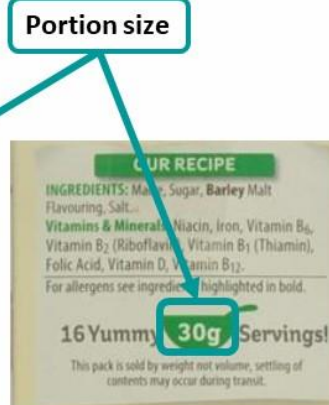 Portion size
OUR RECIPE
INGREDIENTS: Sugar, Barley Malt
Flavouring, Salt.
Vitamins & Minerals: Niacin, Iron, Vitamin B6,
Vitamin B2 (Riboflavin), Vitamin B1 (Thiamin),
Folic Acid, Vitamin D, Vitamin B12.
For allergens see ingredients highlighted in bold.
16 Yummy 30g Servings!
This pack is sold by weight not volume, settling of
contents may occur during transit.